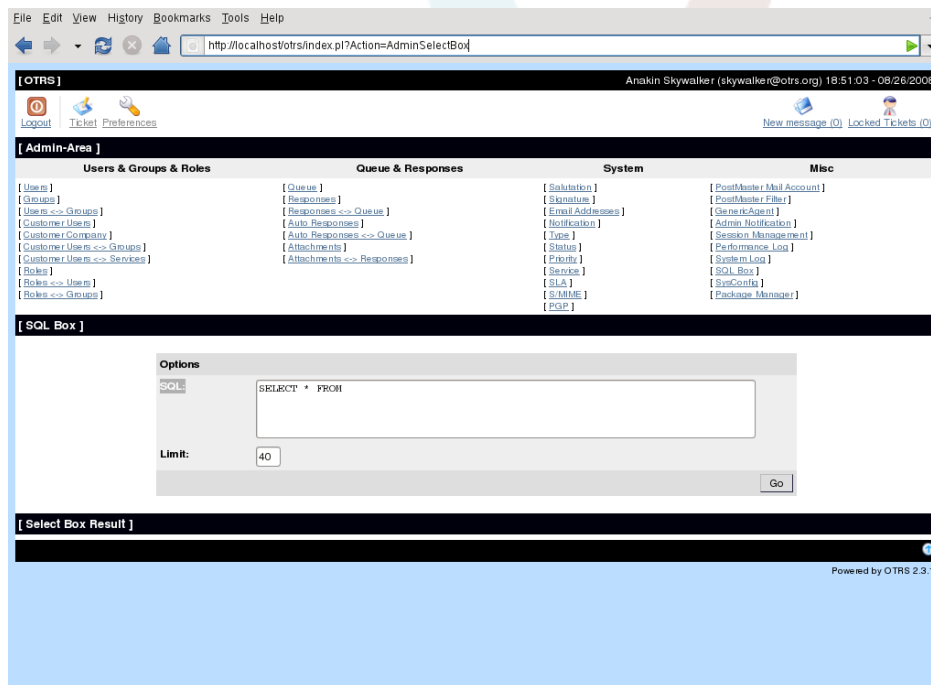 File Edit View History Bookmarks Tools Help
http://localhost/otrs/index.pl?Action=AdminSelectBox
[ OTRS ] Anakin Skywalker (skywalker@otrs.org) 18:51:03 - 08/26/2008
Logout Ticket Preferences New message (0) Locked Tickets (0)
[ Admin-Area ]
Users & Groups & Roles Queue & Responses System Misc
[ Users ] [ Queue ] [ Salutation ] [ PostMaster Mail Account ]
[ Groups ] [ Responses ] [ Signature ] [ PostMaster Filter ]
[ Users <-> Groups ] [ Responses <-> Queue ] [ Email Addresses ] [ GenericAgent ]
[ Customer Users ] [ Auto Responses ] [ Notification ] [ Admin Notification ]
[ Customer Company ] [ Auto Responses <-> Queue ] [ Type ] [ Session Management ]
[ Customer Users <-> Groups ] [ Attachments ] [ Status ] [ Performance Log ]
[ Customer Users <-> Services ] [ Attachments <-> Responses ] [ Priority ] [ System Log ]
[ Roles ] [ Service ] [ SQL Box ]
[ Roles <-> Users ] [ SLA ] [ SysConfig ]
[ Roles <-> Groups ] [ S/MIME ] [ Package Manager ]
[ PGP ]
[ SQL Box ]
Options
SQL: SELECT * FROM
Limit: 40
Go
[ Select Box Result ]
Powered by OTRS 2.3.